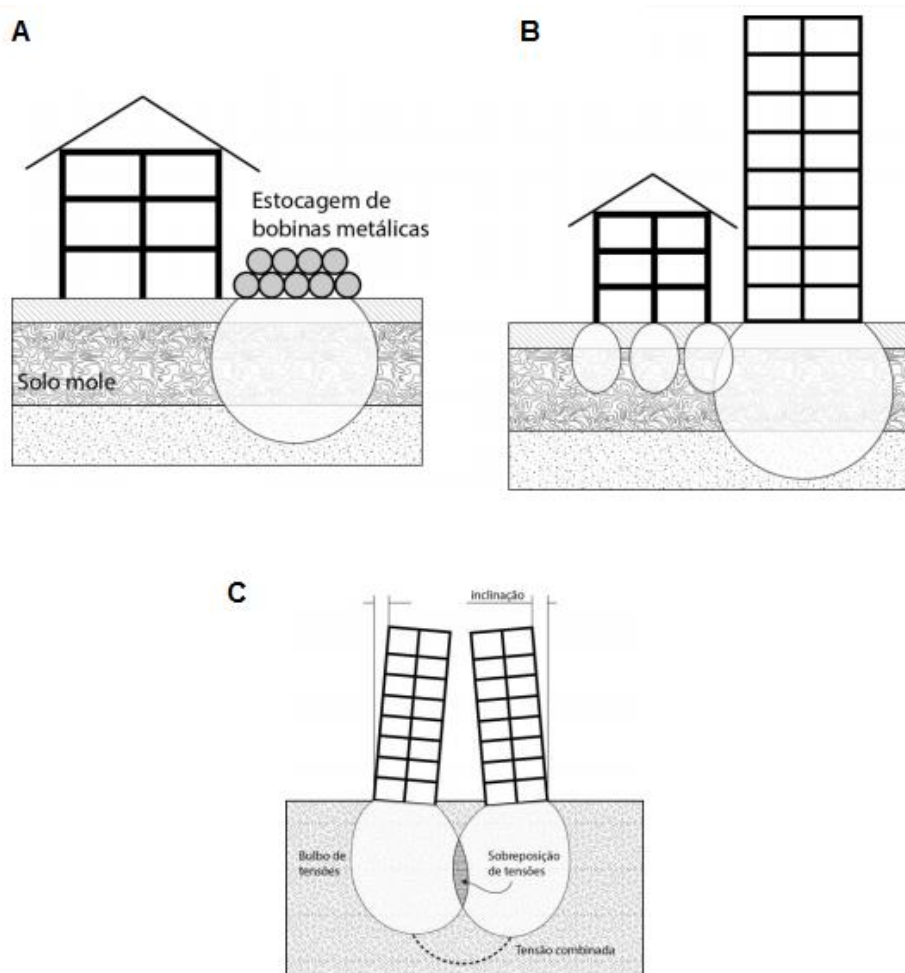 A
B
Estocagem de
bobinas metálicas
Solo mole
C
inclinação
Bulbo de
tensões
Sobreposição
de tensões
Tensão combinada